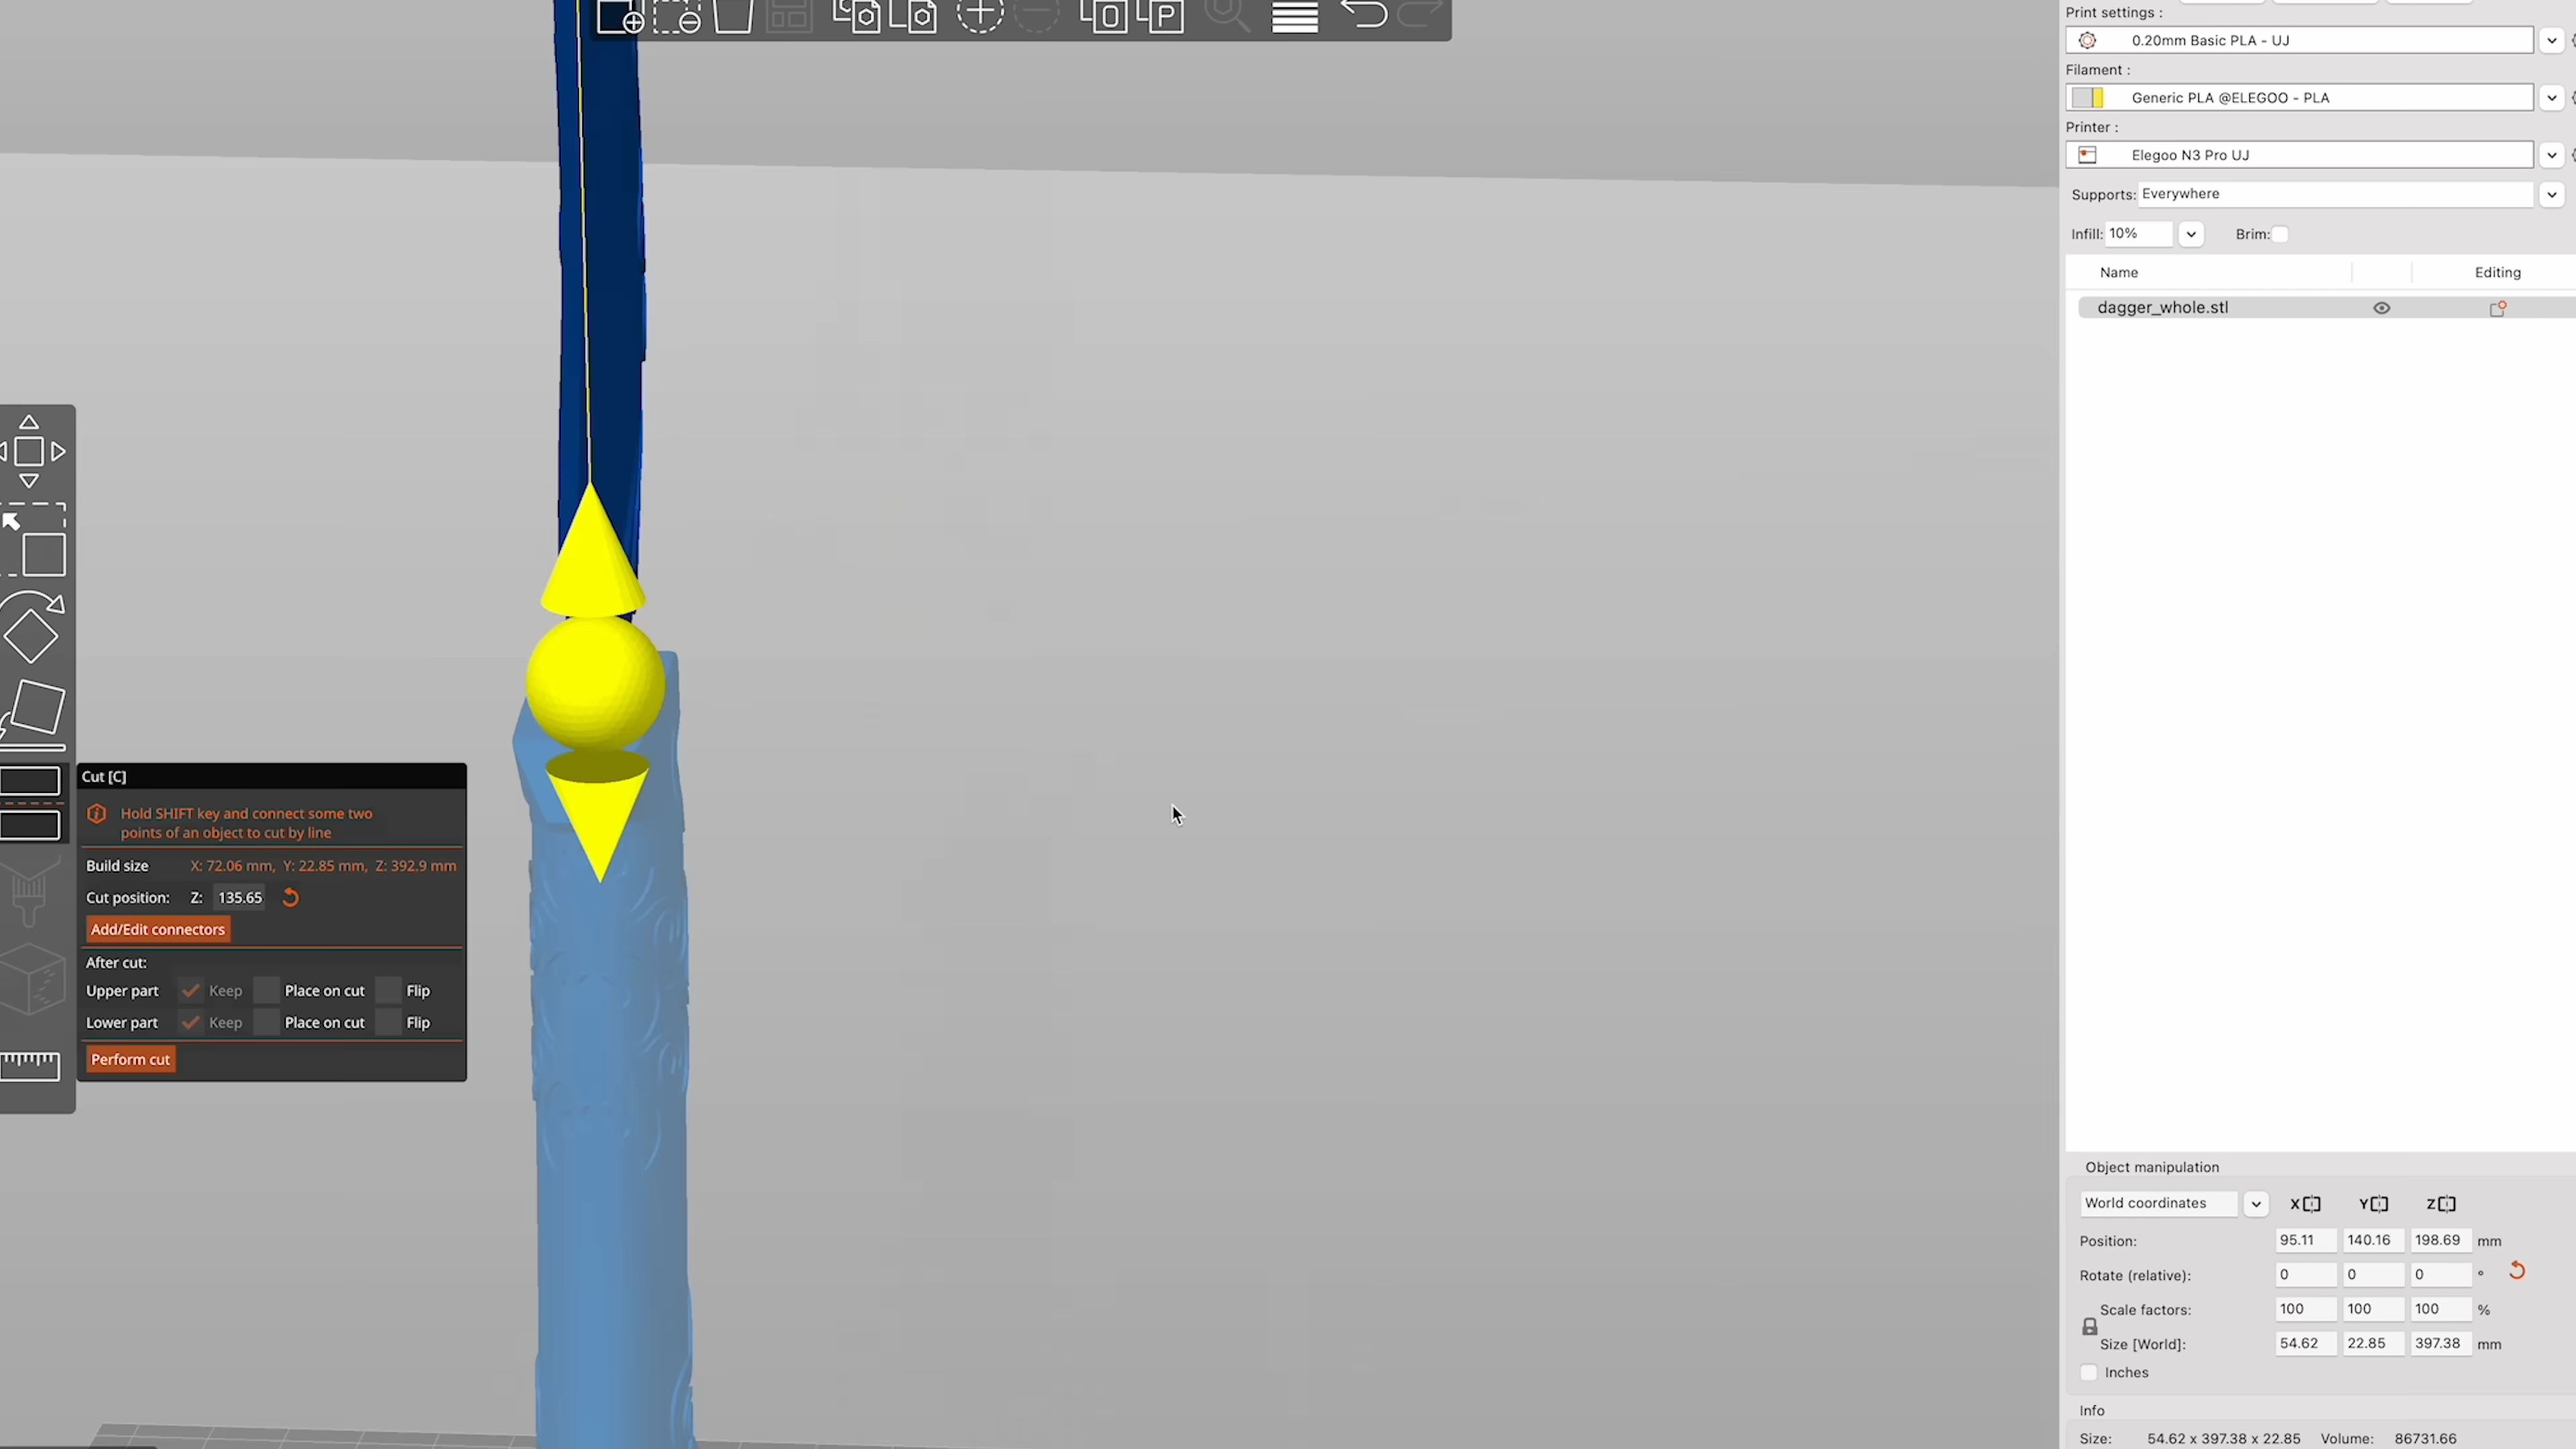 Print settings :
0.20mm Basic PLA - UJ
Filament :
Generic PLA @ELEGOO - PLA
Printer :
Elegoo N3 Pro UJ
Supports: Everywhere
Infill: 10% Brim:
Name Editing
dagger_whole.stl
Cut [C]
Hold SHIFT key and connect some two
points of an object to cut by line
Build size X: 72.06 mm, Y: 22.85 mm, Z: 392.9 mm
Cut position: Z: 135.65
Add/Edit connectors
After cut:
Upper part Keep Place on cut Flip
Lower part Keep Place on cut Flip
Perform cut
Object manipulation
World coordinates X Y Z
Position: 95.11 140.16 198.69 mm
Rotate (relative): 0 0 0 °
Scale factors: 100 100 100 %
Size [World]: 54.62 22.85 397.38 mm
Inches
Info
Size: 54.62 x 397.38 x 22.85 Volume: 86731.66